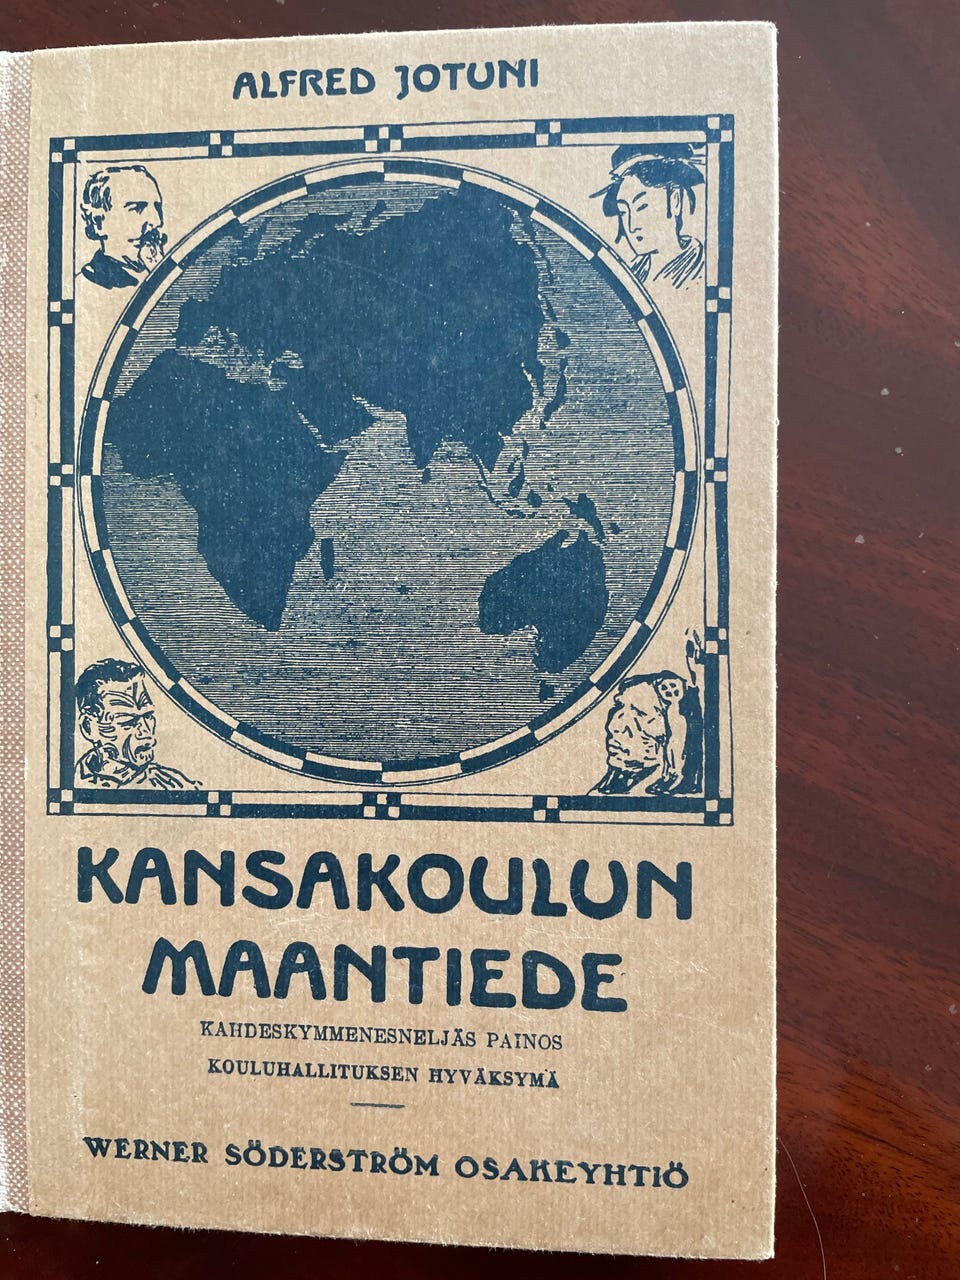 ALFRED JOTUNI
KANSAKOULUN
MAANTIEDE
KAHDESKYMMENESNELJÄS PAINOS
KOULUHALLITUKSEN HYVÄKSYMÄ
WERNER SÖDERSTRÖM OSAKEYHTIÖ